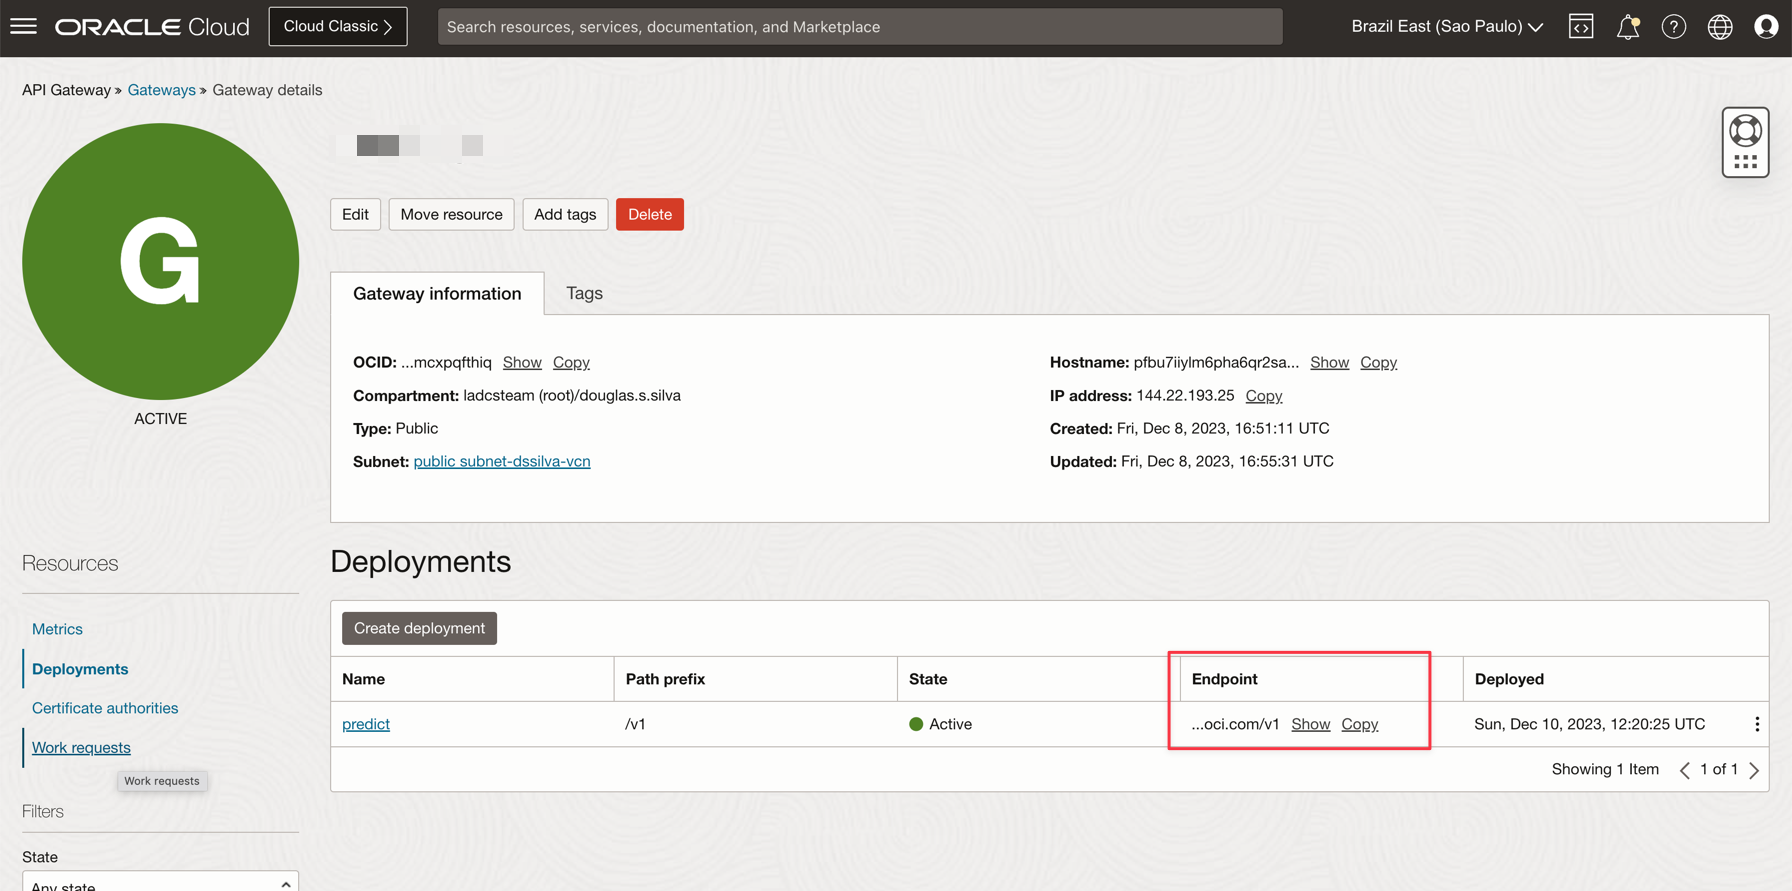 ORACLE Cloud
Cloud Classic
Search resources, services, documentation, and Marketplace
Brazil East (Sao Paulo)
API Gateway » Gateways » Gateway details
G
ACTIVE
Edit
Move resource
Add tags
Delete
Gateway information
Tags
OCID: ...mcxpqfthiq Show Copy
Compartment: ladcsteam (root)/douglas.s.silva
Type: Public
Subnet: public subnet-dssilva-vcn
Hostname: pfbu7iiylm6pha6qr2sa... Show Copy
IP address: 144.22.193.25 Copy
Created: Fri, Dec 8, 2023, 16:51:11 UTC
Updated: Fri, Dec 8, 2023, 16:55:31 UTC
Resources
Metrics
Deployments
Certificate authorities
Work requests
Work requests
Filters
State
Any state
Deployments
Create deployment
Name Path prefix State Endpoint Deployed
predict /v1 Active ...oci.com/v1 Show Copy Sun, Dec 10, 2023, 12:20:25 UTC
Showing 1 Item
1 of 1